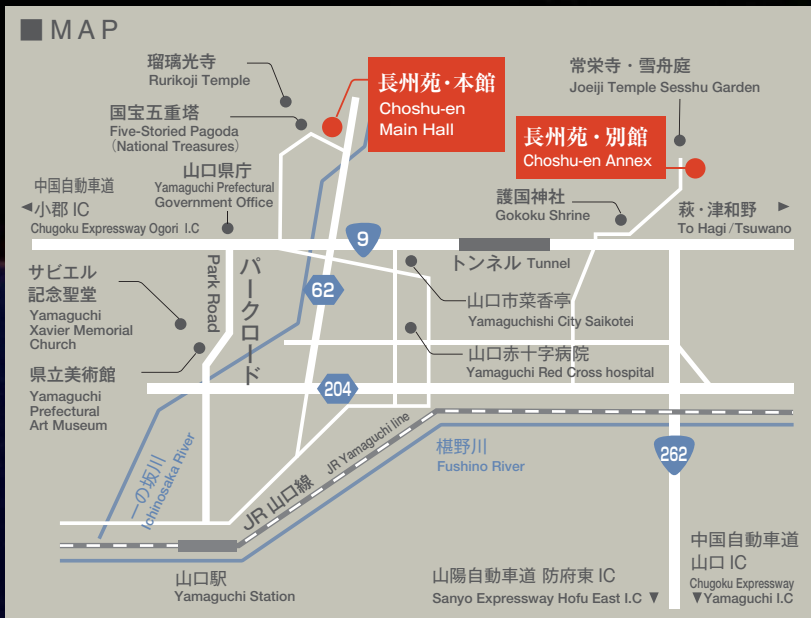 ■ MAP
瑠璃光寺
Rurikoji Temple
国宝五重塔
Five-Storied Pagoda
(National Treasures)
長州苑・本館
Choshu-en
Main Hall
常栄寺・雪舟庭
Joeiji Temple Sesshu Garden
長州苑・別館
Choshu-en Annex
山口県庁
Yamaguchi Prefectural
Government Office
中国自動車道
◀小郡 IC
Chugoku Expressway Ogori I.C
護国神社
Gokoku Shrine
萩・津和野 ▶
To Hagi /Tsuwano
9
トンネル Tunnel
62
サビエル
記念聖堂
Yamaguchi
Xavier Memorial
Church
Park Road
パークロード
山口市菜香亭
Yamaguchishi City Saikotei
山口赤十字病院
Yamaguchi Red Cross hospital
県立美術館
Yamaguchi
Prefectural
Art Museum
204
一の坂川
Ichinosaka River
JR 山口線
JR Yamaguchi line
椹野川
Fushino River
262
山口駅
Yamaguchi Station
山陽自動車道 防府東 IC
Sanyo Expressway Hofu East I.C ▼
中国自動車道
山口 IC
Chugoku Expressway
▼Yamaguchi I.C